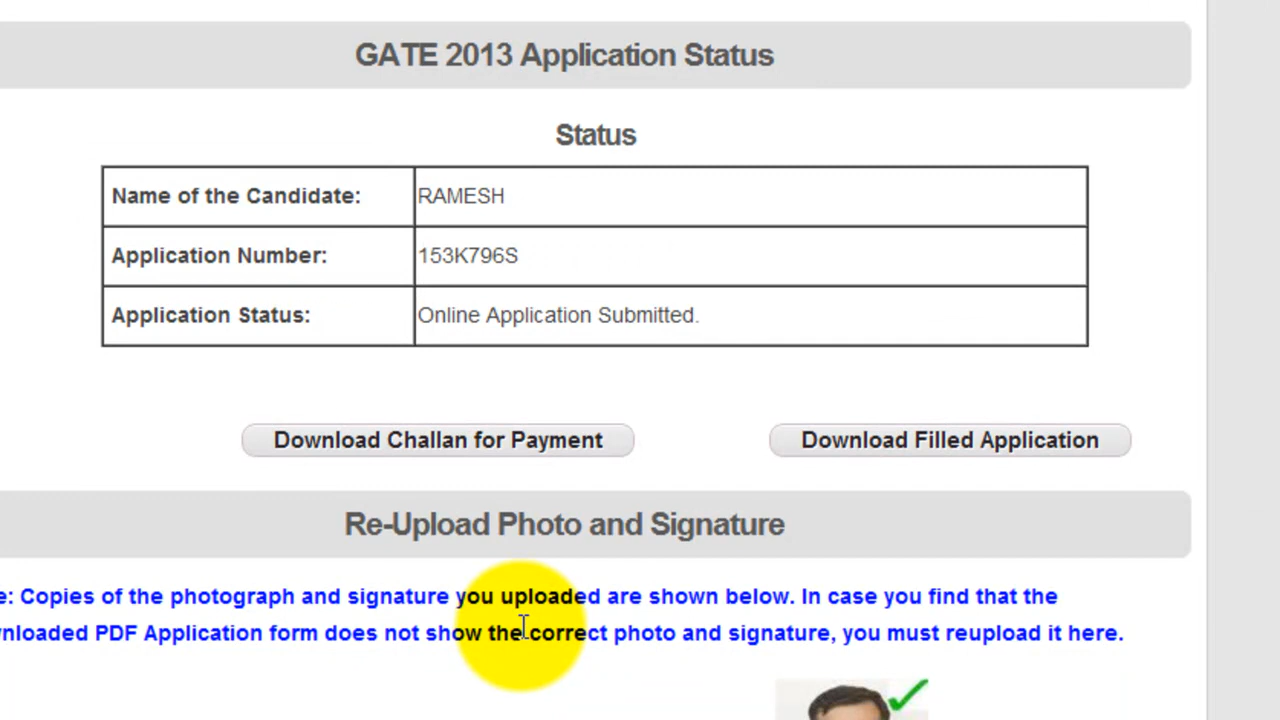 GATE 2013 Application Status
Status
Name of the Candidate: RAMESH
Application Number: 153K796S
Application Status: Online Application Submitted.
Download Challan for Payment Download Filled Application
Re-Upload Photo and Signature
e: Copies of the photograph and signature you uploaded are shown below. In case you find that the
wnloaded PDF Application form does not show the correct photo and signature, you must reupload it here.